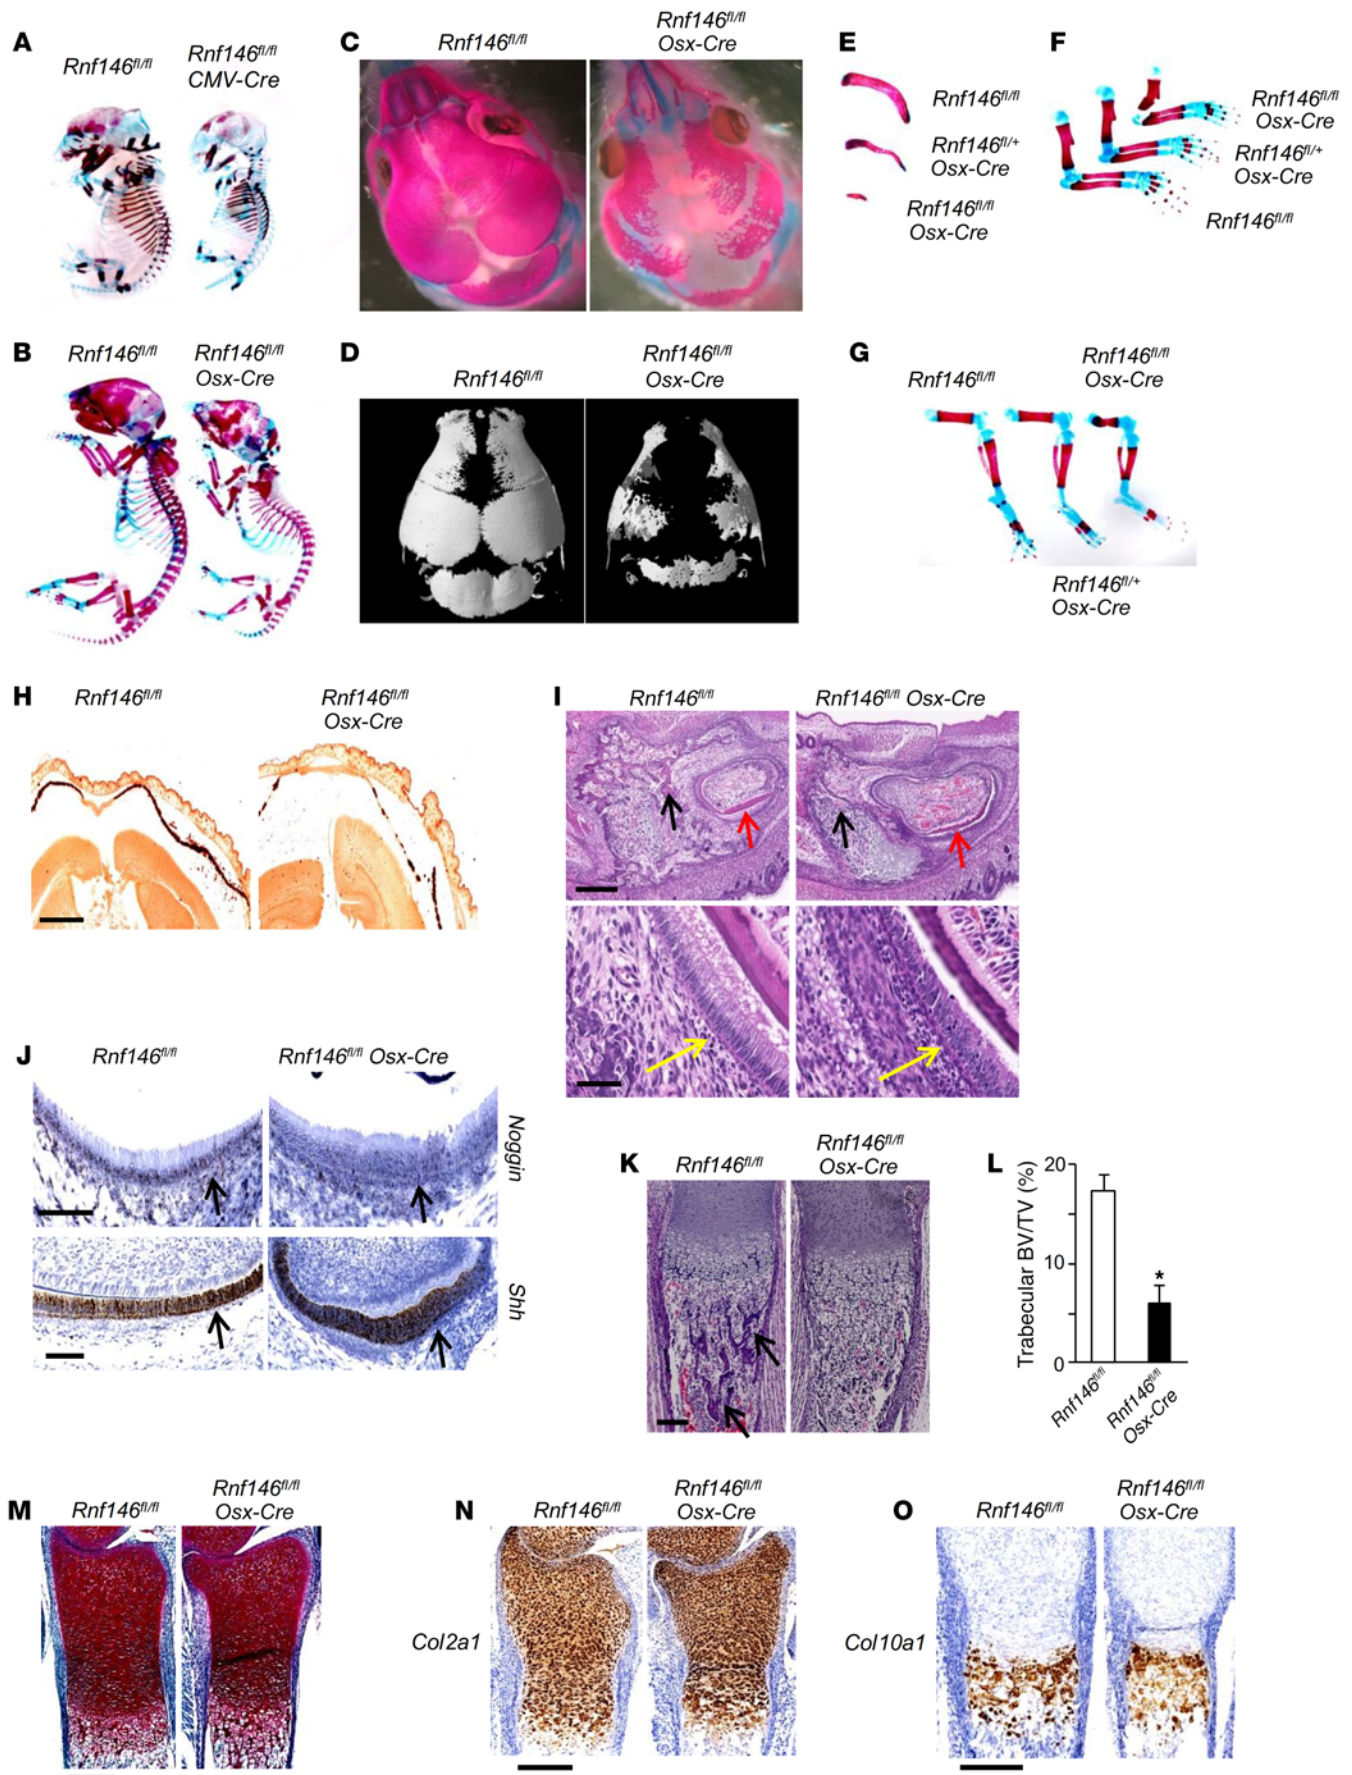 A
Rnf146fl/fl
Rnf146fl/fl
CMV-Cre
C
Rnf146fl/fl
Rnf146fl/fl
Osx-Cre
E
Rnf146fl/fl
Rnf146fl/+
Osx-Cre
Rnf146fl/fl
Osx-Cre
F
Rnf146fl/fl
Osx-Cre
Rnf146fl/+
Osx-Cre
Rnf146fl/fl
B
Rnf146fl/fl
Rnf146fl/fl
Osx-Cre
D
Rnf146fl/fl
Rnf146fl/fl
Osx-Cre
G
Rnf146fl/fl
Rnf146fl/fl
Osx-Cre
Rnf146fl/+
Osx-Cre
H
Rnf146fl/fl
Rnf146fl/fl
Osx-Cre
I
Rnf146fl/fl
Rnf146fl/fl Osx-Cre
J
Rnf146fl/fl
Rnf146fl/fl Osx-Cre
Noggin
Shh
K
Rnf146fl/fl
Rnf146fl/fl
Osx-Cre
L
Trabecular BV/TV (%)
20
10
0
*
Rnf146fl/fl
Rnf146fl/fl
Osx-Cre
M
Rnf146fl/fl
Rnf146fl/fl
Osx-Cre
N
Rnf146fl/fl
Rnf146fl/fl
Osx-Cre
Col2a1
O
Rnf146fl/fl
Rnf146fl/fl
Osx-Cre
Col10a1